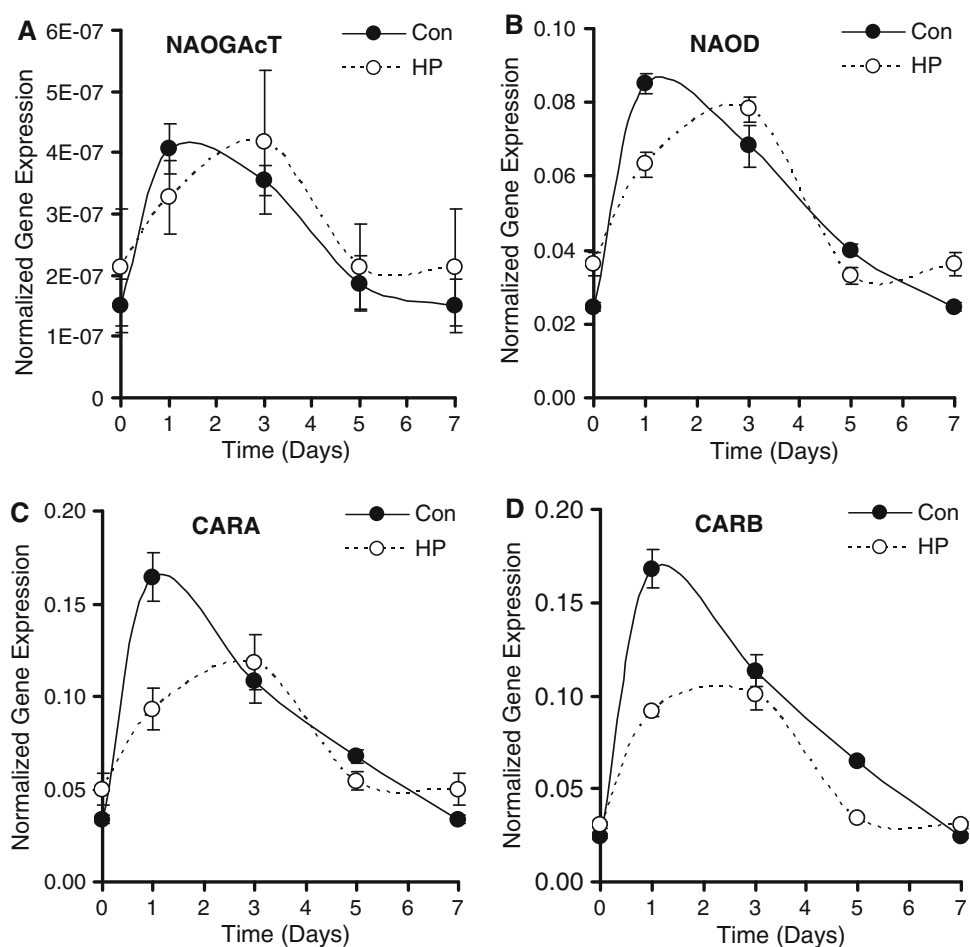 A
NAOGAcT
Con
HP
6E-07
5E-07
4E-07
3E-07
2E-07
1E-07
0
Normalized Gene Expression
0 1 2 3 4 5 6 7
Time (Days)
B
NAOD
Con
HP
0.10
0.08
0.06
0.04
0.02
0.00
Normalized Gene Expression
0 1 2 3 4 5 6 7
Time (Days)
C
CARA
Con
HP
0.20
0.15
0.10
0.05
0.00
Normalized Gene Expression
0 1 2 3 4 5 6 7
Time (Days)
D
CARB
Con
HP
0.20
0.15
0.10
0.05
0.00
Normalized Gene Expression
0 1 2 3 4 5 6 7
Time (Days)